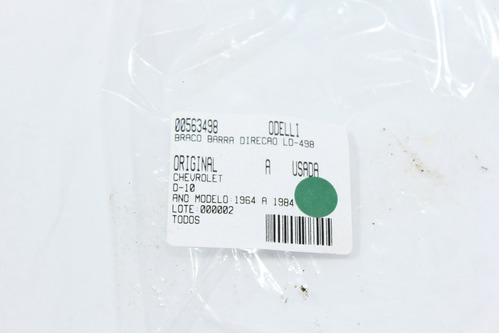 00563498 ODELLI
BRACO BARRA DIRECAO LD-498
ORIGINAL A USADA
CHEVROLET
D-10
ANO MODELO 1964 A 1984
LOTE 000002
TODOS